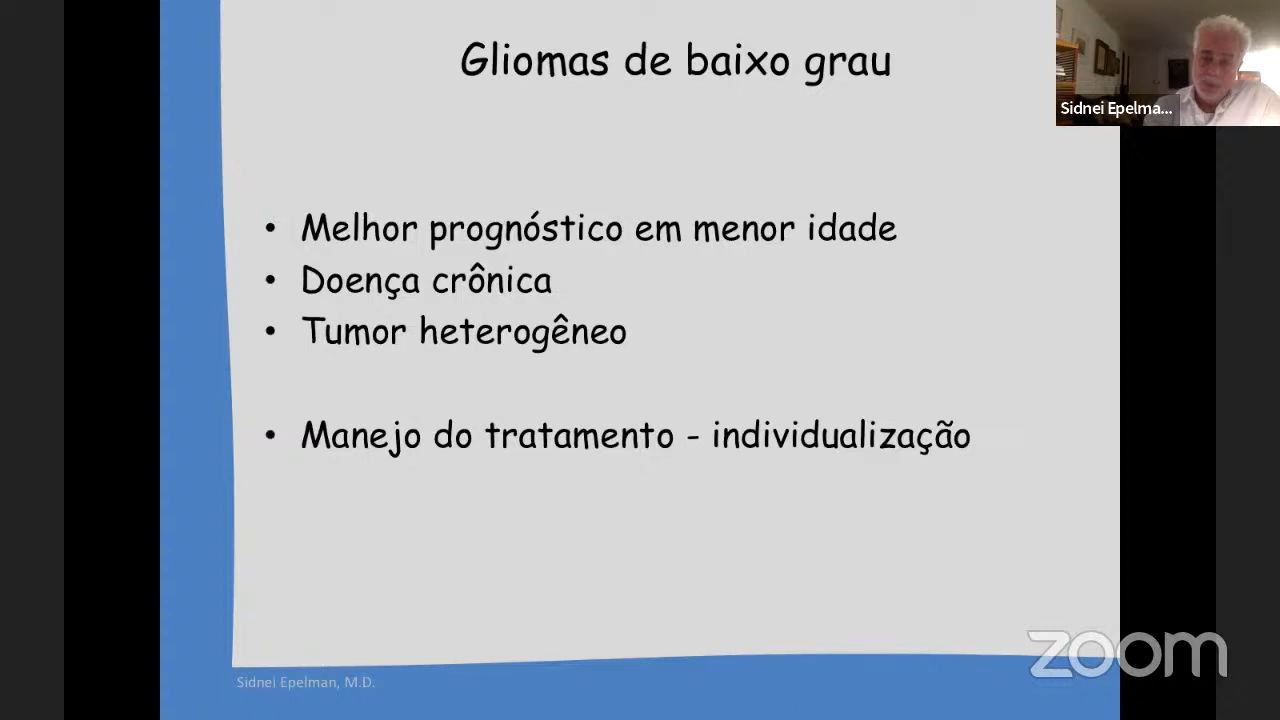 Gliomas de baixo grau
Sidnei Epelma...
• Melhor prognóstico em menor idade
• Doença crônica
• Tumor heterogêneo
• Manejo do tratamento - individualização
zoom
Sidnei Epelman, M.D.